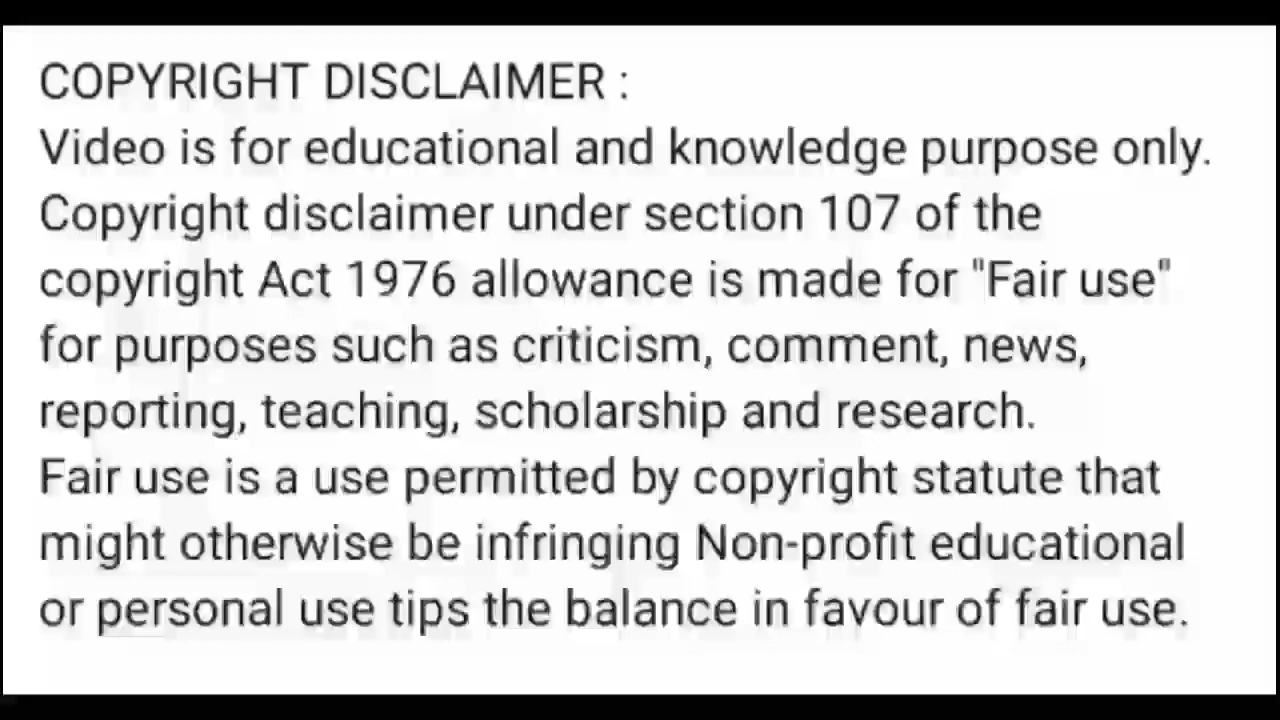 COPYRIGHT DISCLAIMER :
Video is for educational and knowledge purpose only.
Copyright disclaimer under section 107 of the
copyright Act 1976 allowance is made for "Fair use"
for purposes such as criticism, comment, news,
reporting, teaching, scholarship and research.
Fair use is a use permitted by copyright statute that
might otherwise be infringing Non-profit educational
or personal use tips the balance in favour of fair use.